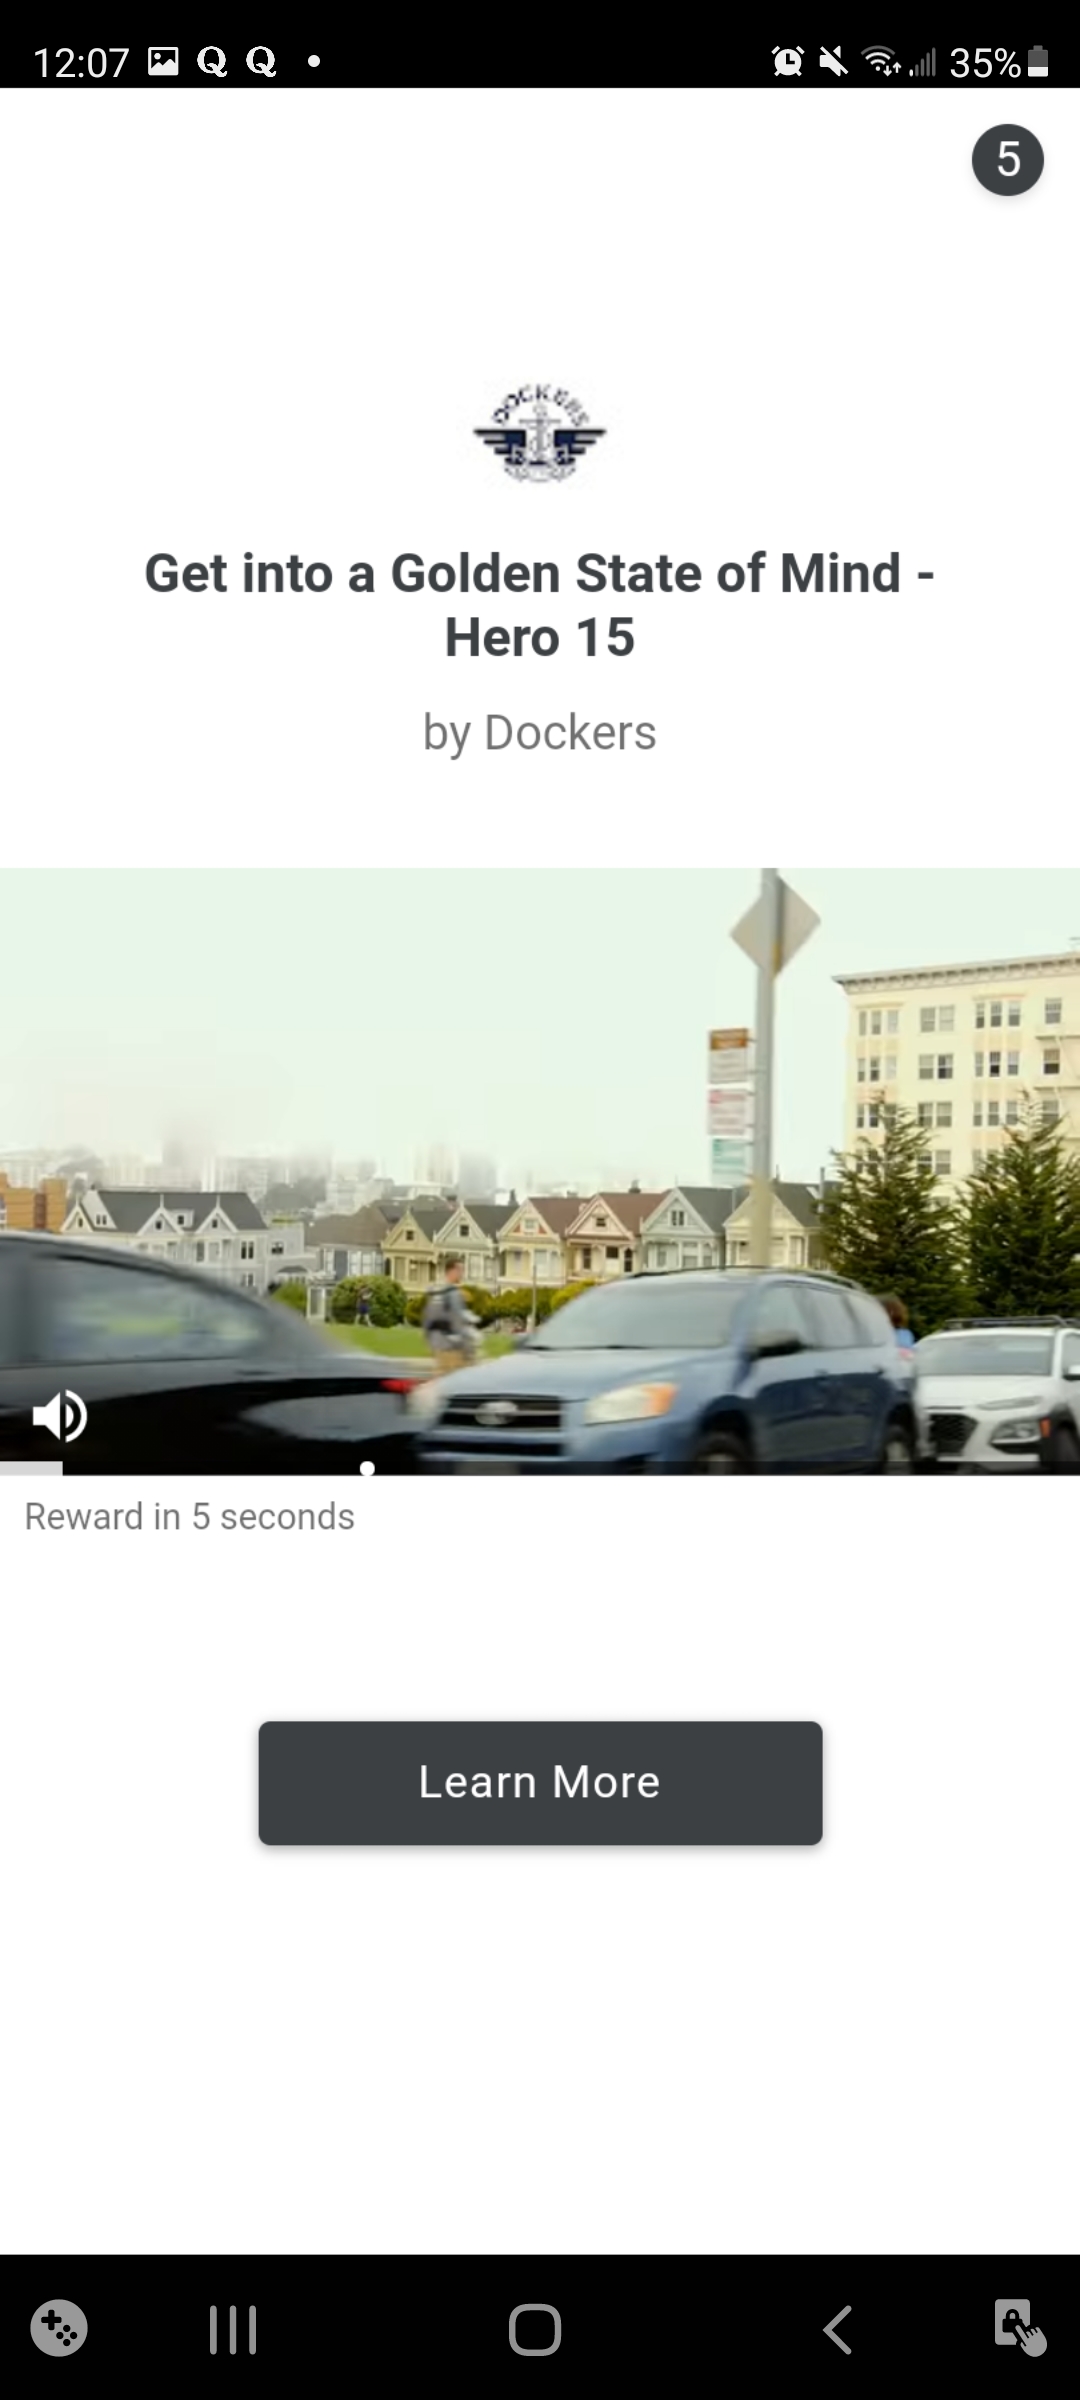 12:07 Q Q
35%
5
DOCKERS
Get into a Golden State of Mind -
Hero 15
by Dockers
Reward in 5 seconds
Learn More